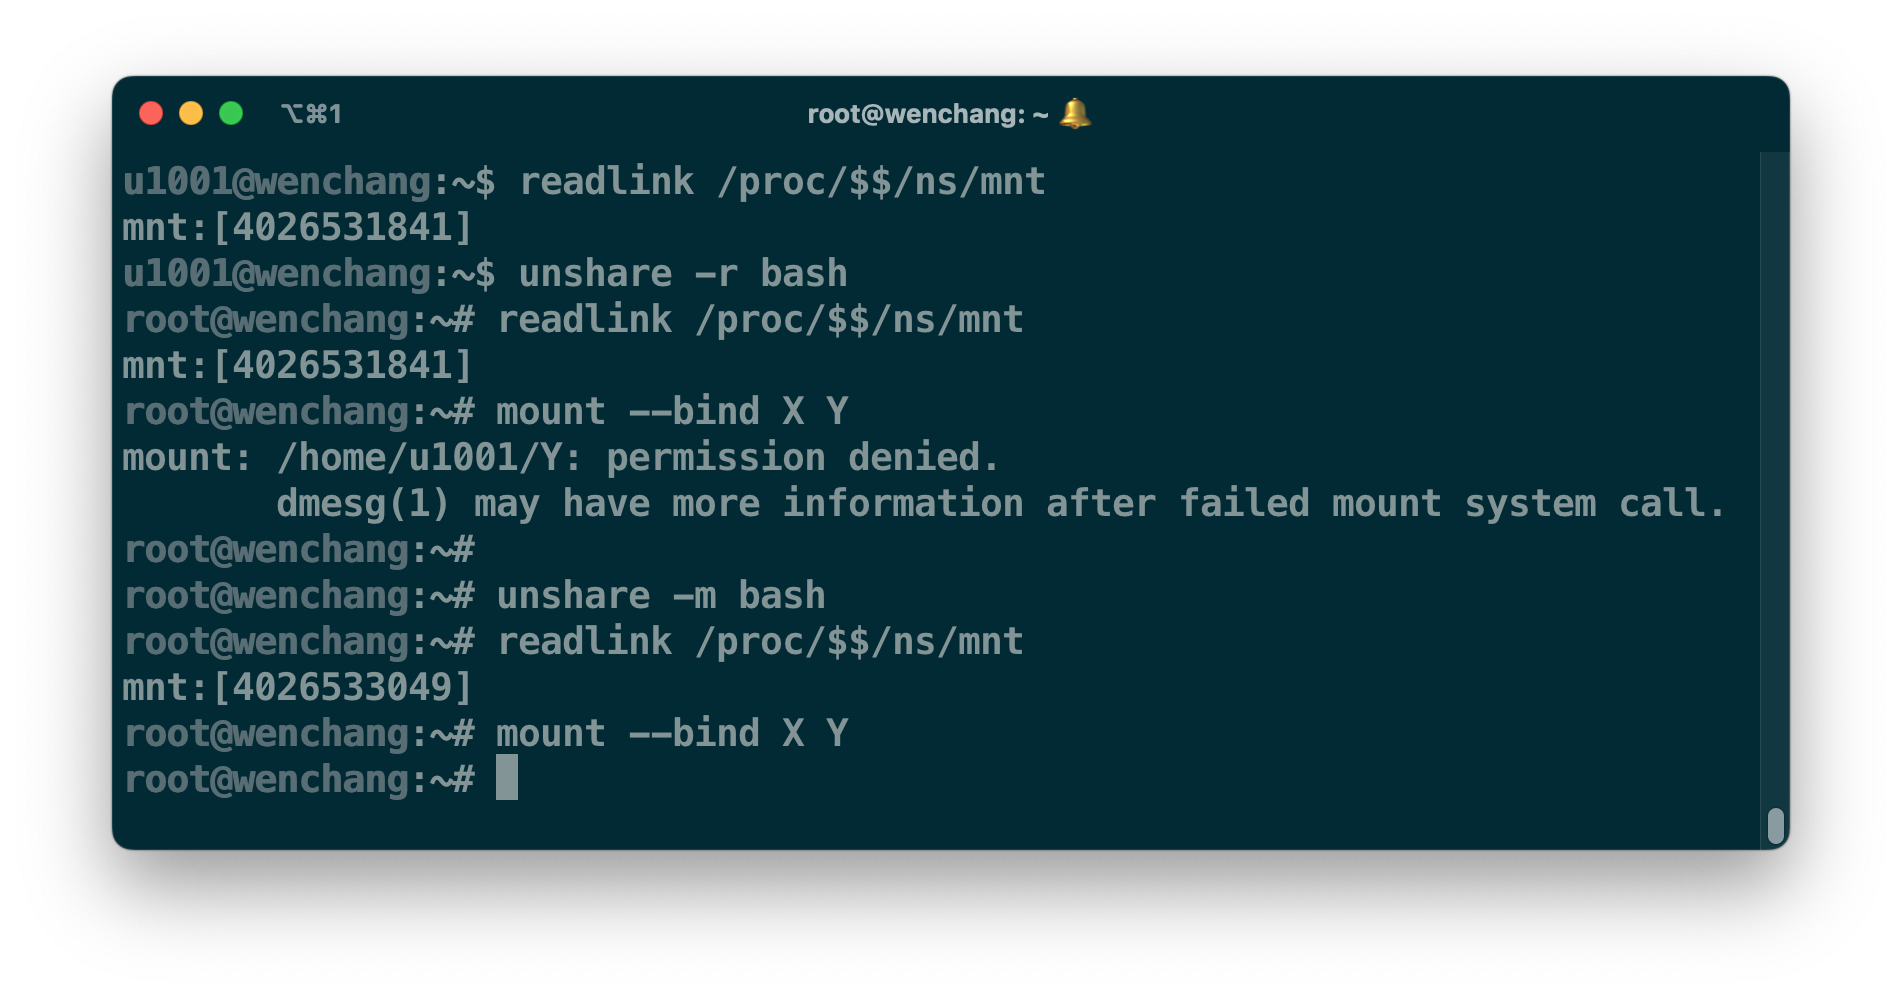 ⌥⌘1 root@wenchang: ~ 🔔
u1001@wenchang:~$ readlink /proc/$$/ns/mnt
mnt:[4026531841]
u1001@wenchang:~$ unshare -r bash
root@wenchang:~# readlink /proc/$$/ns/mnt
mnt:[4026531841]
root@wenchang:~# mount --bind X Y
mount: /home/u1001/Y: permission denied.
       dmesg(1) may have more information after failed mount system call.
root@wenchang:~#
root@wenchang:~# unshare -m bash
root@wenchang:~# readlink /proc/$$/ns/mnt
mnt:[4026533049]
root@wenchang:~# mount --bind X Y
root@wenchang:~#